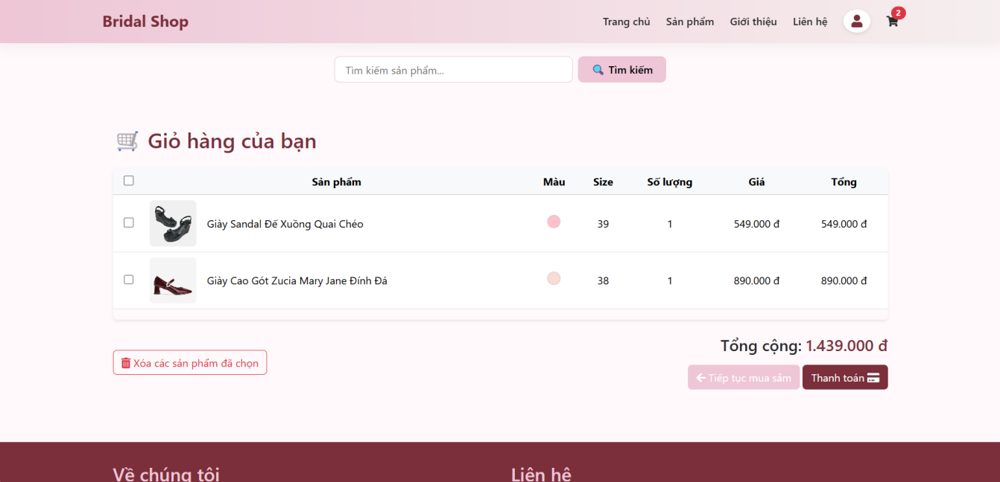 Bridal Shop
Trang chủ Sản phẩm Giới thiệu Liên hệ 2
Tìm kiếm sản phẩm... Tìm kiếm
Giỏ hàng của bạn
Sản phẩm Màu Size Số lượng Giá Tổng
Giày Sandal Đế Xuồng Quai Chéo 39 1 549.000 đ 549.000 đ
Giày Cao Gót Zucia Mary Jane Đính Đá 38 1 890.000 đ 890.000 đ
Tổng cộng: 1.439.000 đ
Xóa các sản phẩm đã chọn
Tiếp tục mua sắm Thanh toán
Về chúng tôi Liên hệ